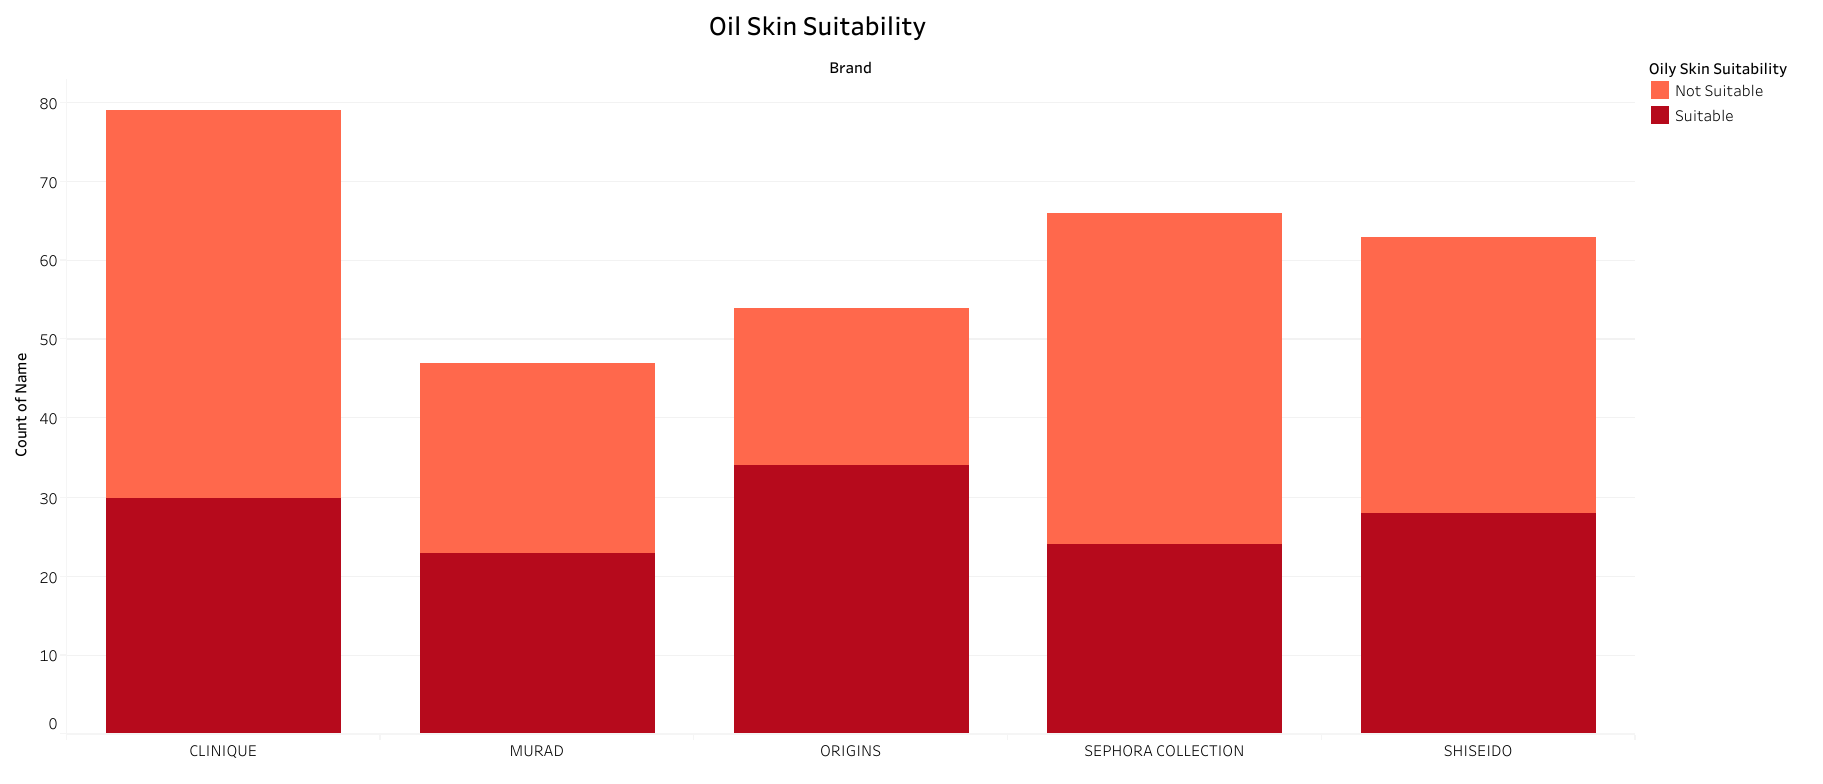 Oil Skin Suitability
Brand
Oily Skin Suitability
Not Suitable
Suitable
80
70
60
50
40
30
20
10
0
Count of Name
CLINIQUE
MURAD
ORIGINS
SEPHORA COLLECTION
SHISEIDO